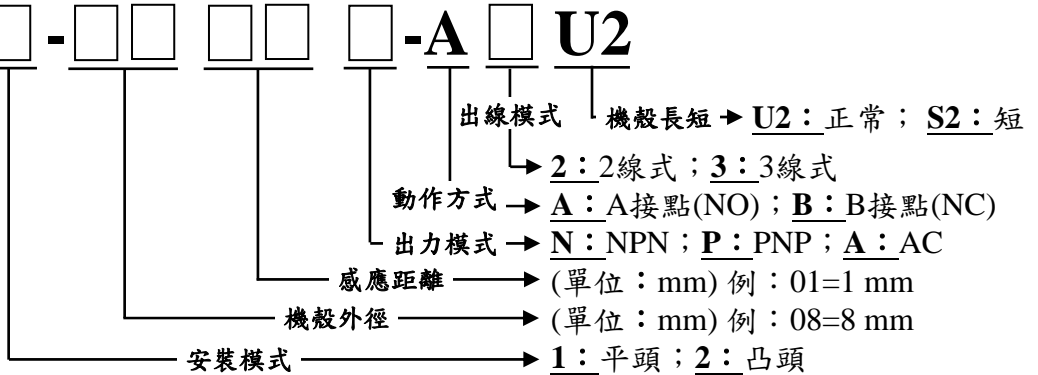 □-□□ □□ □-A □ U2
出線模式 機殼長短 U2：正常； S2：短
2：2線式；3：3線式
動作方式 A：A接點(NO)；B：B接點(NC)
出力模式 N：NPN；P：PNP；A：AC
感應距離 (單位：mm) 例：01=1 mm
機殼外徑 (單位：mm) 例：08=8 mm
安裝模式 1：平頭；2：凸頭